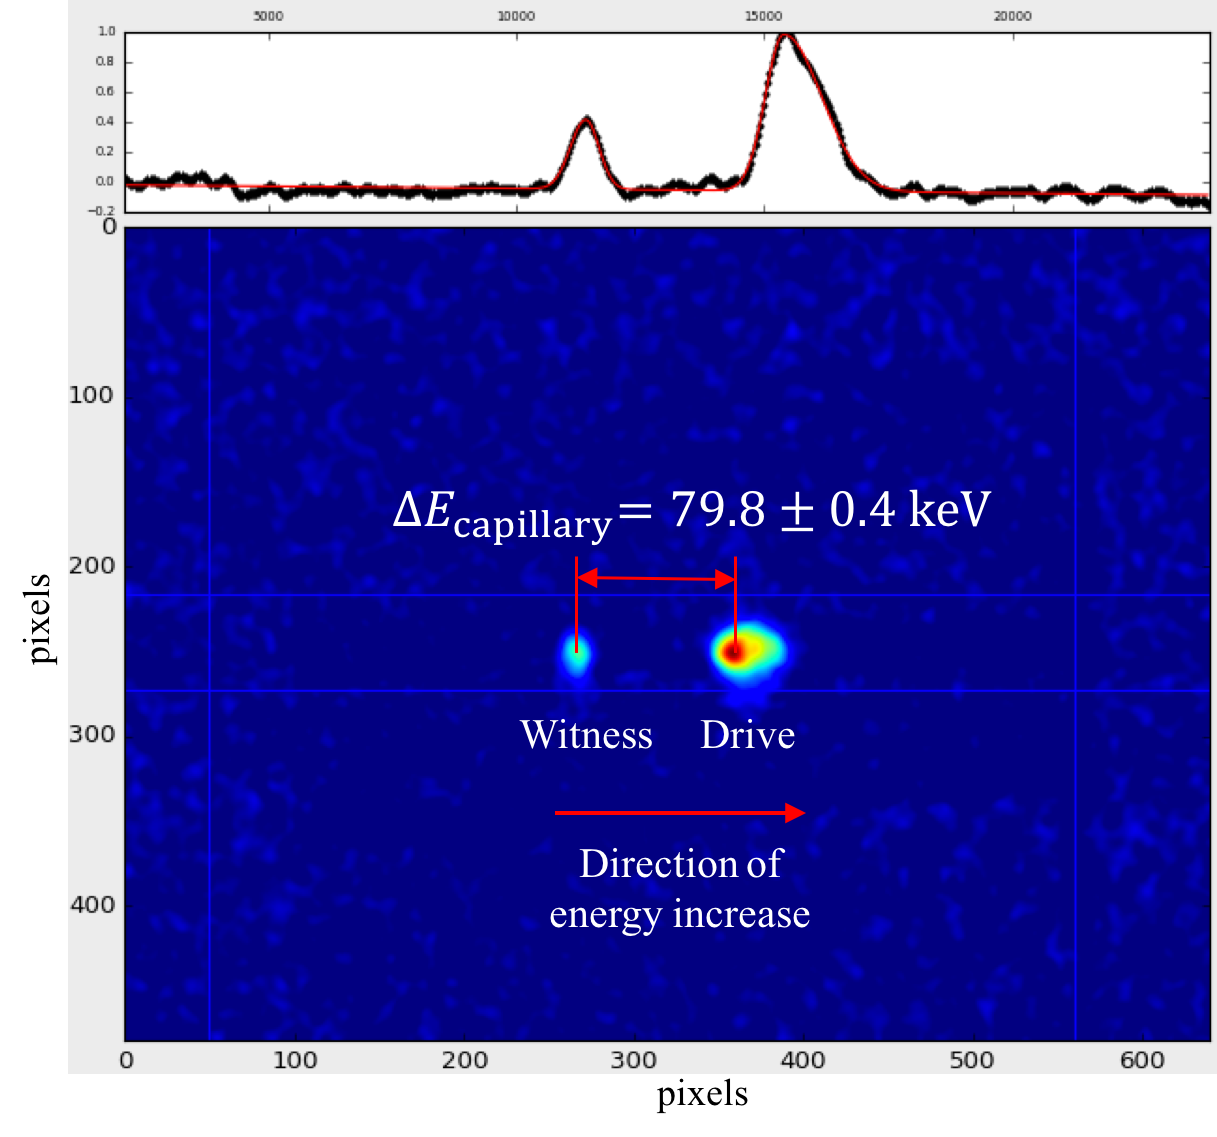 5000 10000 15000 20000
1.0
0.8
0.6
0.4
0.2
0.0
−0.2
0
100
200
300
400
pixels
ΔE_capillary = 79.8 ± 0.4 keV
Witness Drive
Direction of
energy increase
0 100 200 300 400 500 600
pixels